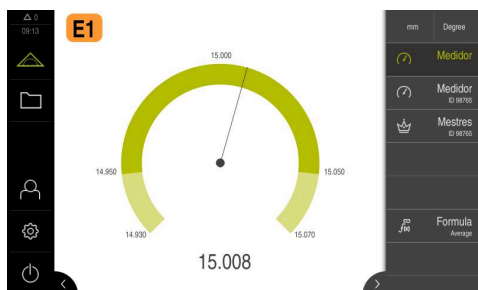 0
09:13
E1
mm Degree
Medidor
Medidor
ID 98765
Mestres
ID 98765
Formula
Average
15.000
14.950
15.050
14.930
15.070
15.008